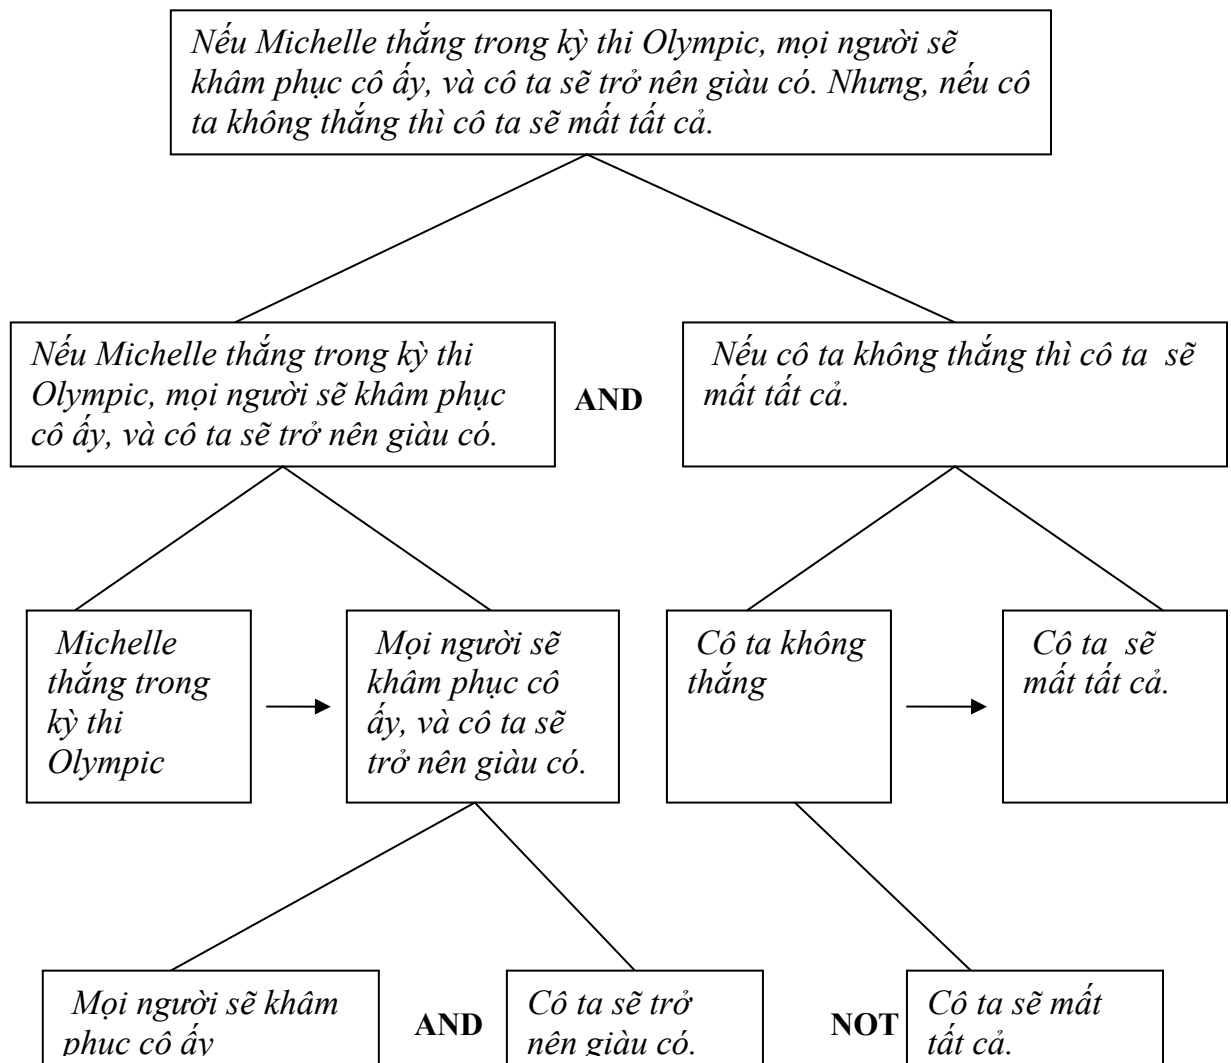 Nếu Michelle thắng trong kỳ thi Olympic, mọi người sẽ
khâm phục cô ấy, và cô ta sẽ trở nên giàu có. Nhưng, nếu cô
ta không thắng thì cô ta sẽ mất tất cả.
Nếu Michelle thắng trong kỳ thi
Olympic, mọi người sẽ khâm phục
cô ấy, và cô ta sẽ trở nên giàu có.
AND
Nếu cô ta không thắng thì cô ta sẽ
mất tất cả.
Michelle
thắng trong
kỳ thi
Olympic
Mọi người sẽ
khâm phục cô
ấy, và cô ta sẽ
trở nên giàu có.
Cô ta không
thắng
Cô ta sẽ
mất tất cả.
Mọi người sẽ khâm
phục cô ấy
AND
Cô ta sẽ trở
nên giàu có.
NOT
Cô ta sẽ mất
tất cả.